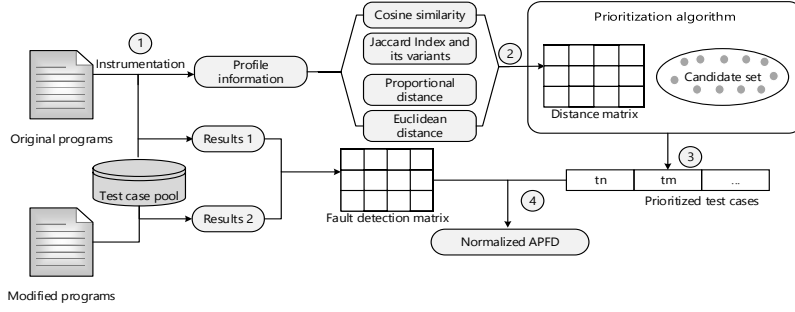 1
Instrumentation
Original programs
Profile
information
Cosine similarity
Jaccard Index and
its variants
Proportional
distance
Euclidean
distance
2
Prioritization algorithm
Distance matrix
Candidate set
Results 1
Test case pool
Results 2
Modified programs
Fault detection matrix
3
tn
tm
...
Prioritized test cases
4
Normalized APFD